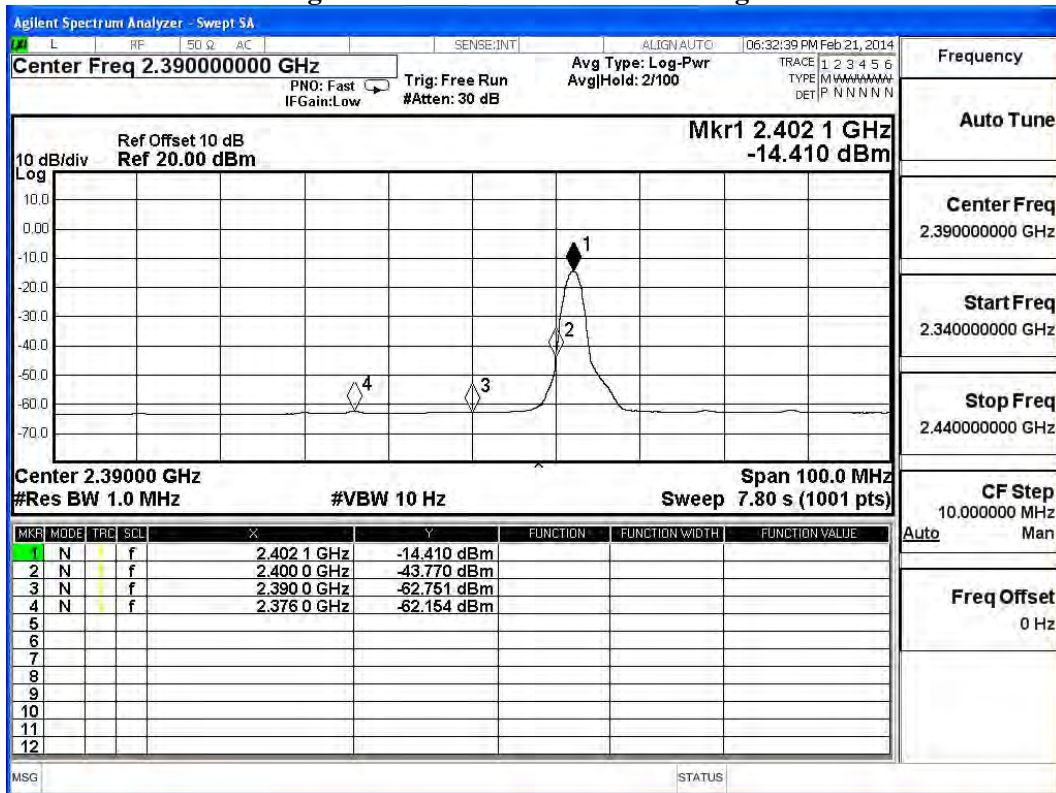 Agilent Spectrum Analyzer - Swept SA
L RF 50 Ω AC SENSE:INT ALIGN AUTO 06:32:39 PM Feb 21, 2014
Center Freq 2.390000000 GHz
PNO: Fast
IFGain:Low
Trig: Free Run
#Atten: 30 dB
Avg Type: Log-Pwr
Avg|Hold: 2/100
TRACE 1 2 3 4 5 6
TYPE M
DET P N N N N N
Ref Offset 10 dB
10 dB/div Ref 20.00 dBm
Log
Mkr1 2.402 1 GHz
-14.410 dBm
10.0
0.00
-10.0
-20.0
-30.0
-40.0
-50.0
-60.0
-70.0
1
2
3
4
Center 2.39000 GHz Span 100.0 MHz
#Res BW 1.0 MHz #VBW 10 Hz Sweep 7.80 s (1001 pts)
MKR MODE TRC SCL X Y FUNCTION FUNCTION WIDTH FUNCTION VALUE
1 N 1 f 2.402 1 GHz -14.410 dBm
2 N 1 f 2.400 0 GHz -43.770 dBm
3 N 1 f 2.390 0 GHz -62.751 dBm
4 N 1 f 2.376 0 GHz -62.154 dBm
5
6
7
8
9
10
11
12
MSG STATUS
Frequency
Auto Tune
Center Freq
2.390000000 GHz
Start Freq
2.340000000 GHz
Stop Freq
2.440000000 GHz
CF Step
10.000000 MHz
Auto Man
Freq Offset
0 Hz